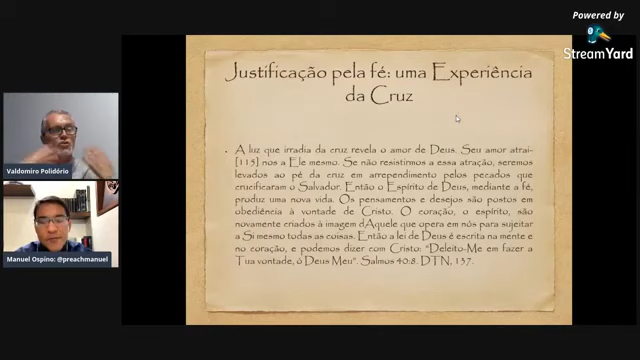 Powered by
StreamYard
Justificação pela fé: uma Experiência
da Cruz
Valdomiro Polidório
Manuel Ospino: @preachmanuel
• A luz que irradia da cruz revela o amor de Deus. Seu amor atrai-
[113] nos a Ele mesmo. Se não resistirmos a essa atração, seremos
levados ao pé da cruz em arrependimento pelos pecados que
crucificaram o Salvador. Então o Espírito de Deus, mediante a fé,
produz uma nova vida. Os pensamentos e desejos são postos em
obediência à vontade de Cristo. O coração, o espírito, são
novamente criados à imagem dAquele que opera em nós para sujeitar
a Si mesmo todas as coisas. Então a lei de Deus é escrita na mente e
no coração, e podemos dizer com Cristo: "Deleito-Me em fazer a
Tua vontade, ó Deus Meu". Salmos 40:8. DTN, 137.